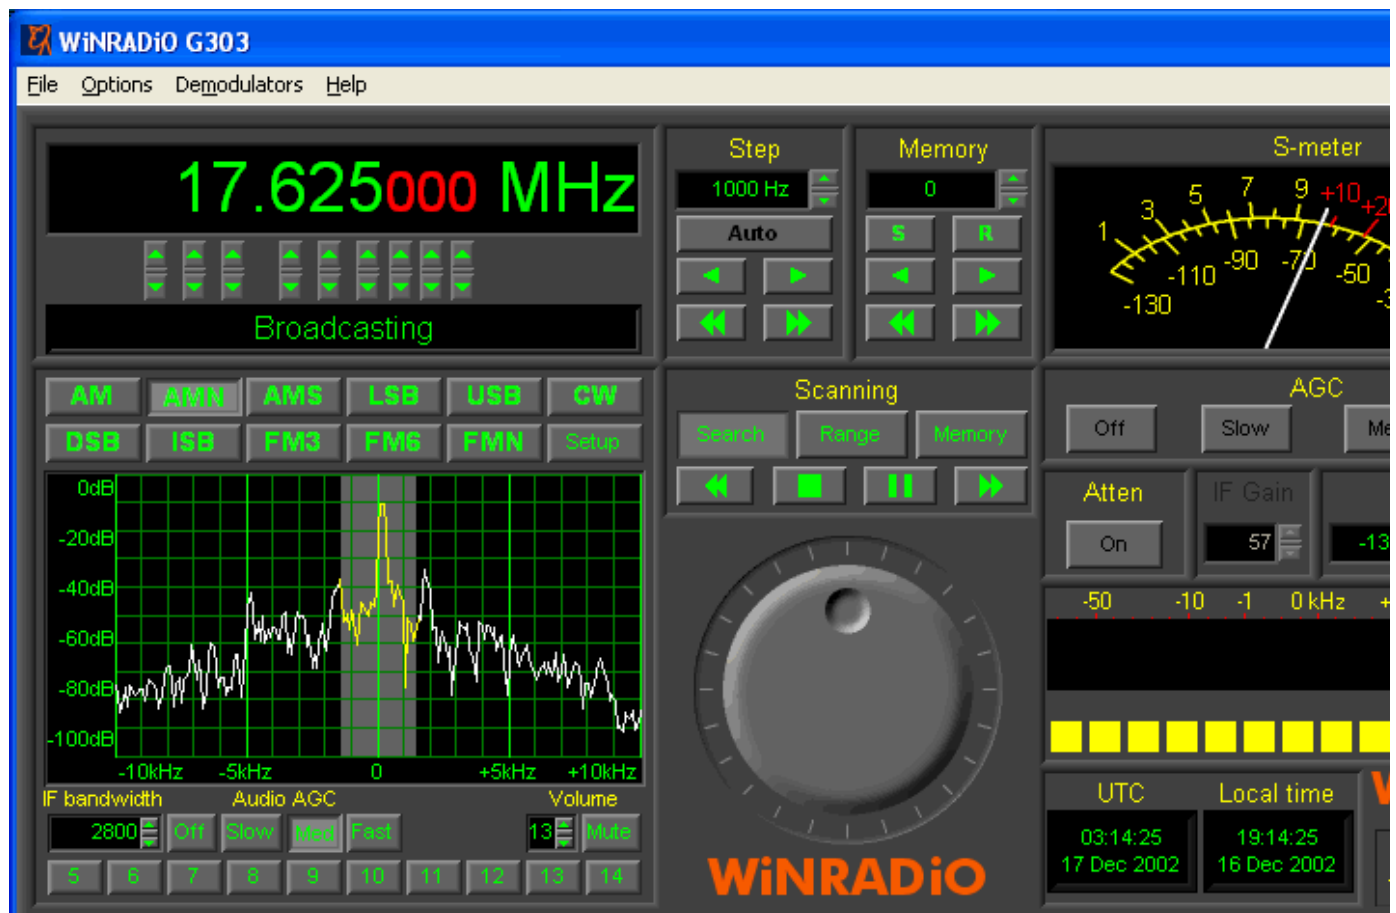 WiNRADiO G303
File Options Demodulators Help
17.625000 MHz
Broadcasting
Step
1000 Hz
Auto
Memory
0
S R
S-meter
1 3 5 7 9 +10 +20
-130 -110 -90 -70 -50
AM AMN AMS LSB USB CW
DSB ISB FM3 FM6 FMN Setup
0dB
-20dB
-40dB
-60dB
-80dB
-100dB
-10kHz -5kHz 0 +5kHz +10kHz
IF bandwidth Audio AGC Volume
2800 Off Slow Med Fast 13 Mute
5 6 7 8 9 10 11 12 13 14
Scanning
Search Range Memory
WiNRADiO
AGC
Off Slow Me
Atten IF Gain
On 57 -13
-50 -10 -1 0 kHz +
UTC Local time
03:14:25 19:14:25
17 Dec 2002 16 Dec 2002